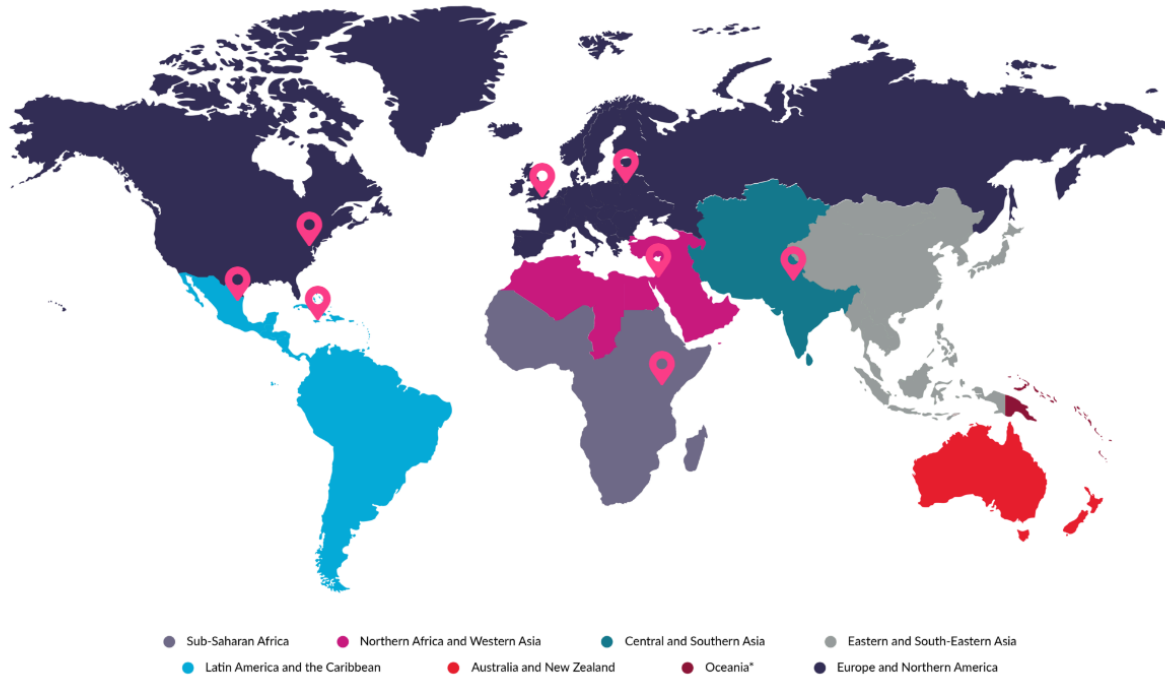 Sub-Saharan Africa
Northern Africa and Western Asia
Central and Southern Asia
Eastern and South-Eastern Asia
Latin America and the Caribbean
Australia and New Zealand
Oceania*
Europe and Northern America